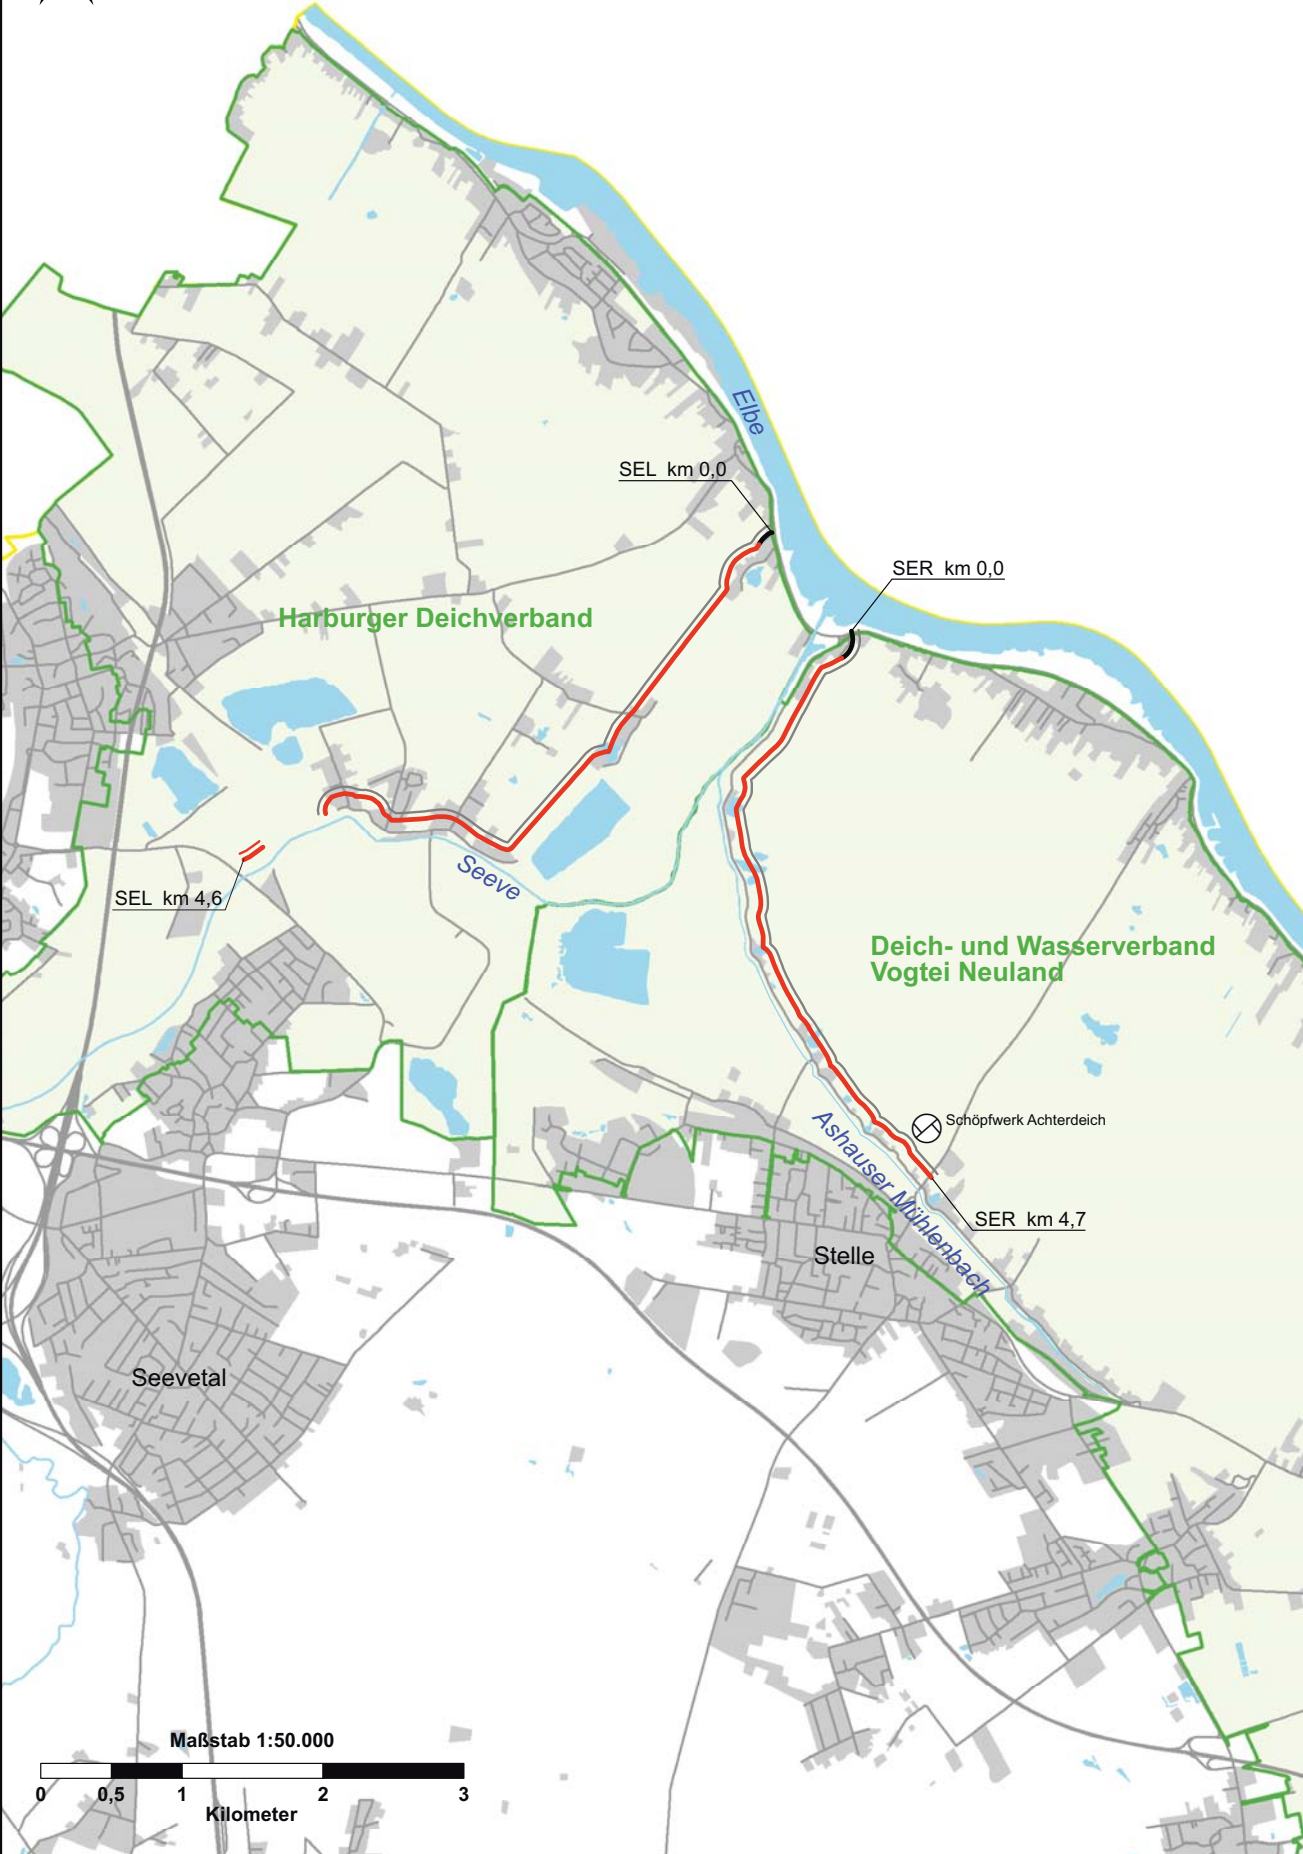 Elbe
SEL km 0,0
SER km 0,0
Harburger Deichverband
Seeve
SEL km 4,6
Deich- und Wasserverband
Vogtei Neuland
Schöpfwerk Achterdeich
Ashauser Mühlenbach
SER km 4,7
Stelle
Seevetal
Maßstab 1:50.000
0 0,5 1 2 3
Kilometer